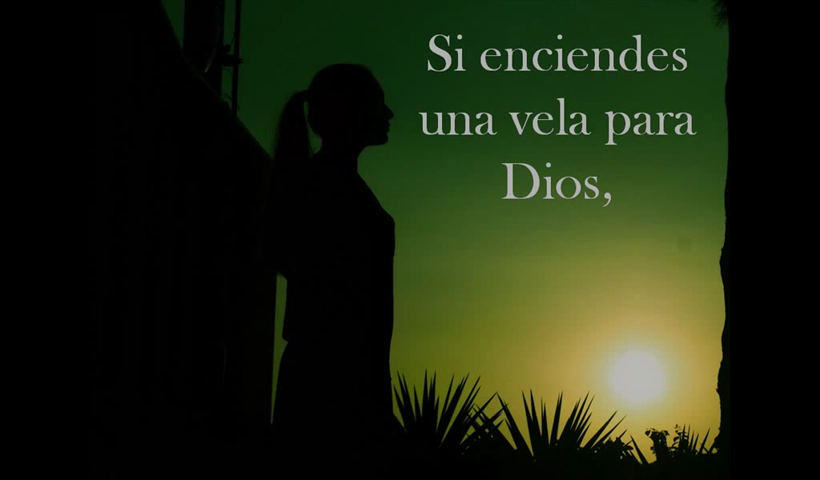 Si enciendes
una vela para
Dios,